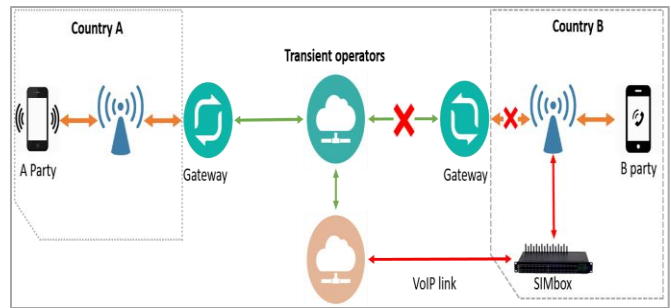 Country A
Country B
Transient operators
A Party
Gateway
Gateway
B party
VoIP link
SIMbox